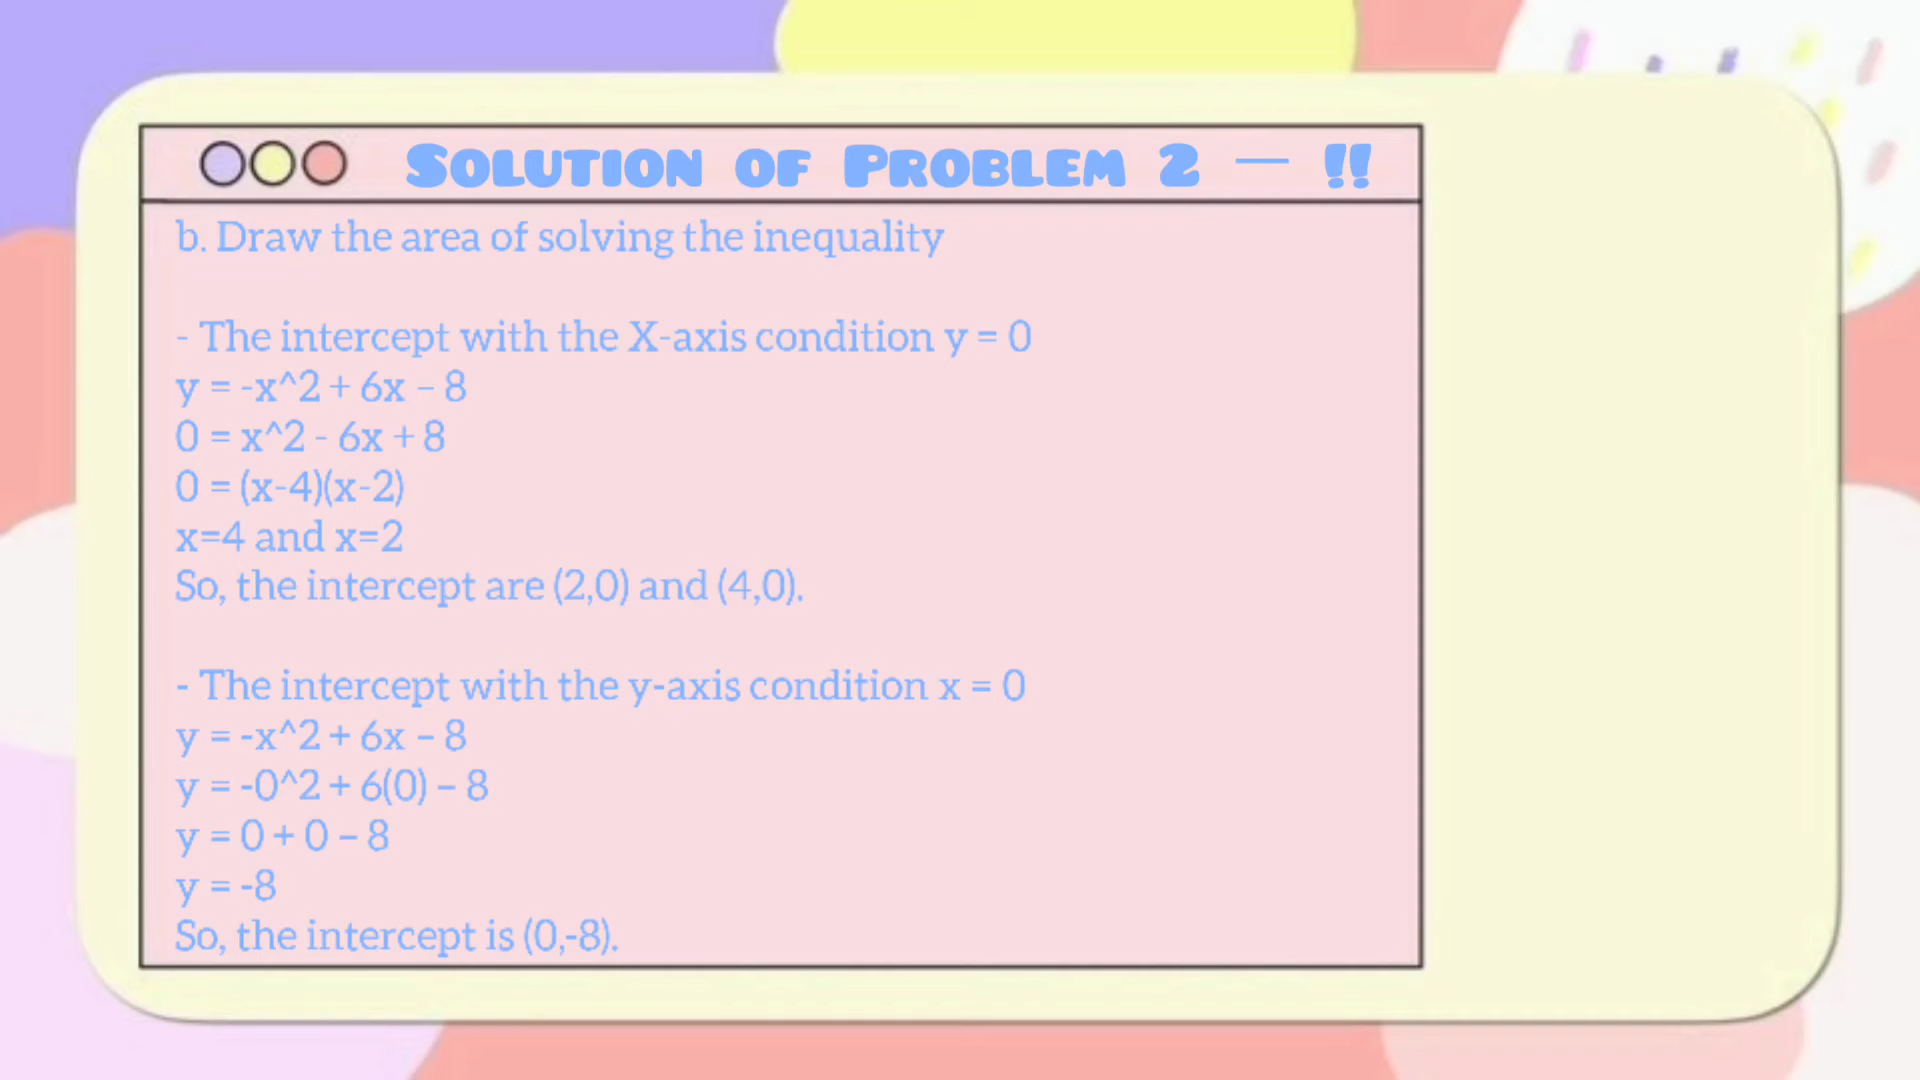 Solution of Problem 2 — !!
b. Draw the area of solving the inequality
- The intercept with the X-axis condition y = 0
y = -x^2 + 6x – 8
0 = x^2 - 6x + 8
0 = (x-4)(x-2)
x=4 and x=2
So, the intercept are (2,0) and (4,0).
- The intercept with the y-axis condition x = 0
y = -x^2 + 6x – 8
y = -0^2 + 6(0) – 8
y = 0 + 0 – 8
y = -8
So, the intercept is (0,-8).